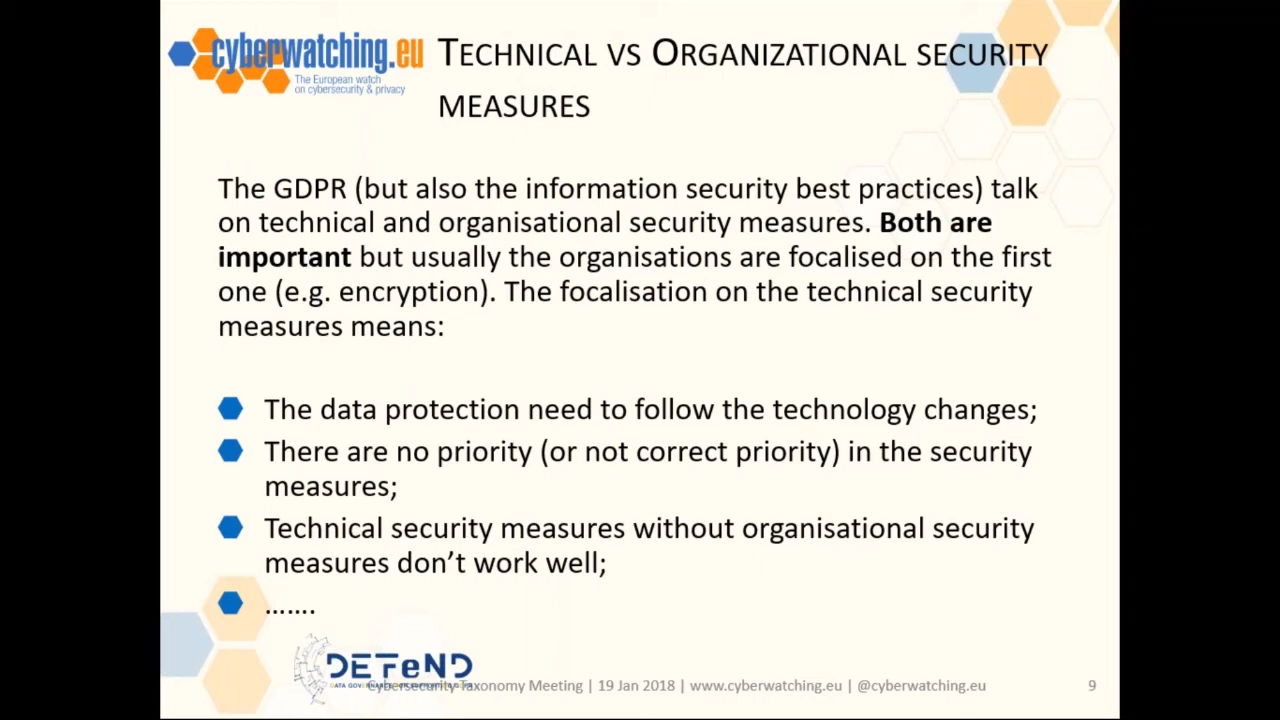 cyberwatching.eu
The European watch
on cybersecurity & privacy
TECHNICAL VS ORGANIZATIONAL SECURITY
MEASURES
The GDPR (but also the information security best practices) talk
on technical and organisational security measures. Both are
important but usually the organisations are focalised on the first
one (e.g. encryption). The focalisation on the technical security
measures means:
The data protection need to follow the technology changes;
There are no priority (or not correct priority) in the security
measures;
Technical security measures without organisational security
measures don’t work well;
…….
DEFeND
Cybersecurity Taxonomy Meeting | 19 Jan 2018 | www.cyberwatching.eu | @cyberwatching.eu
9